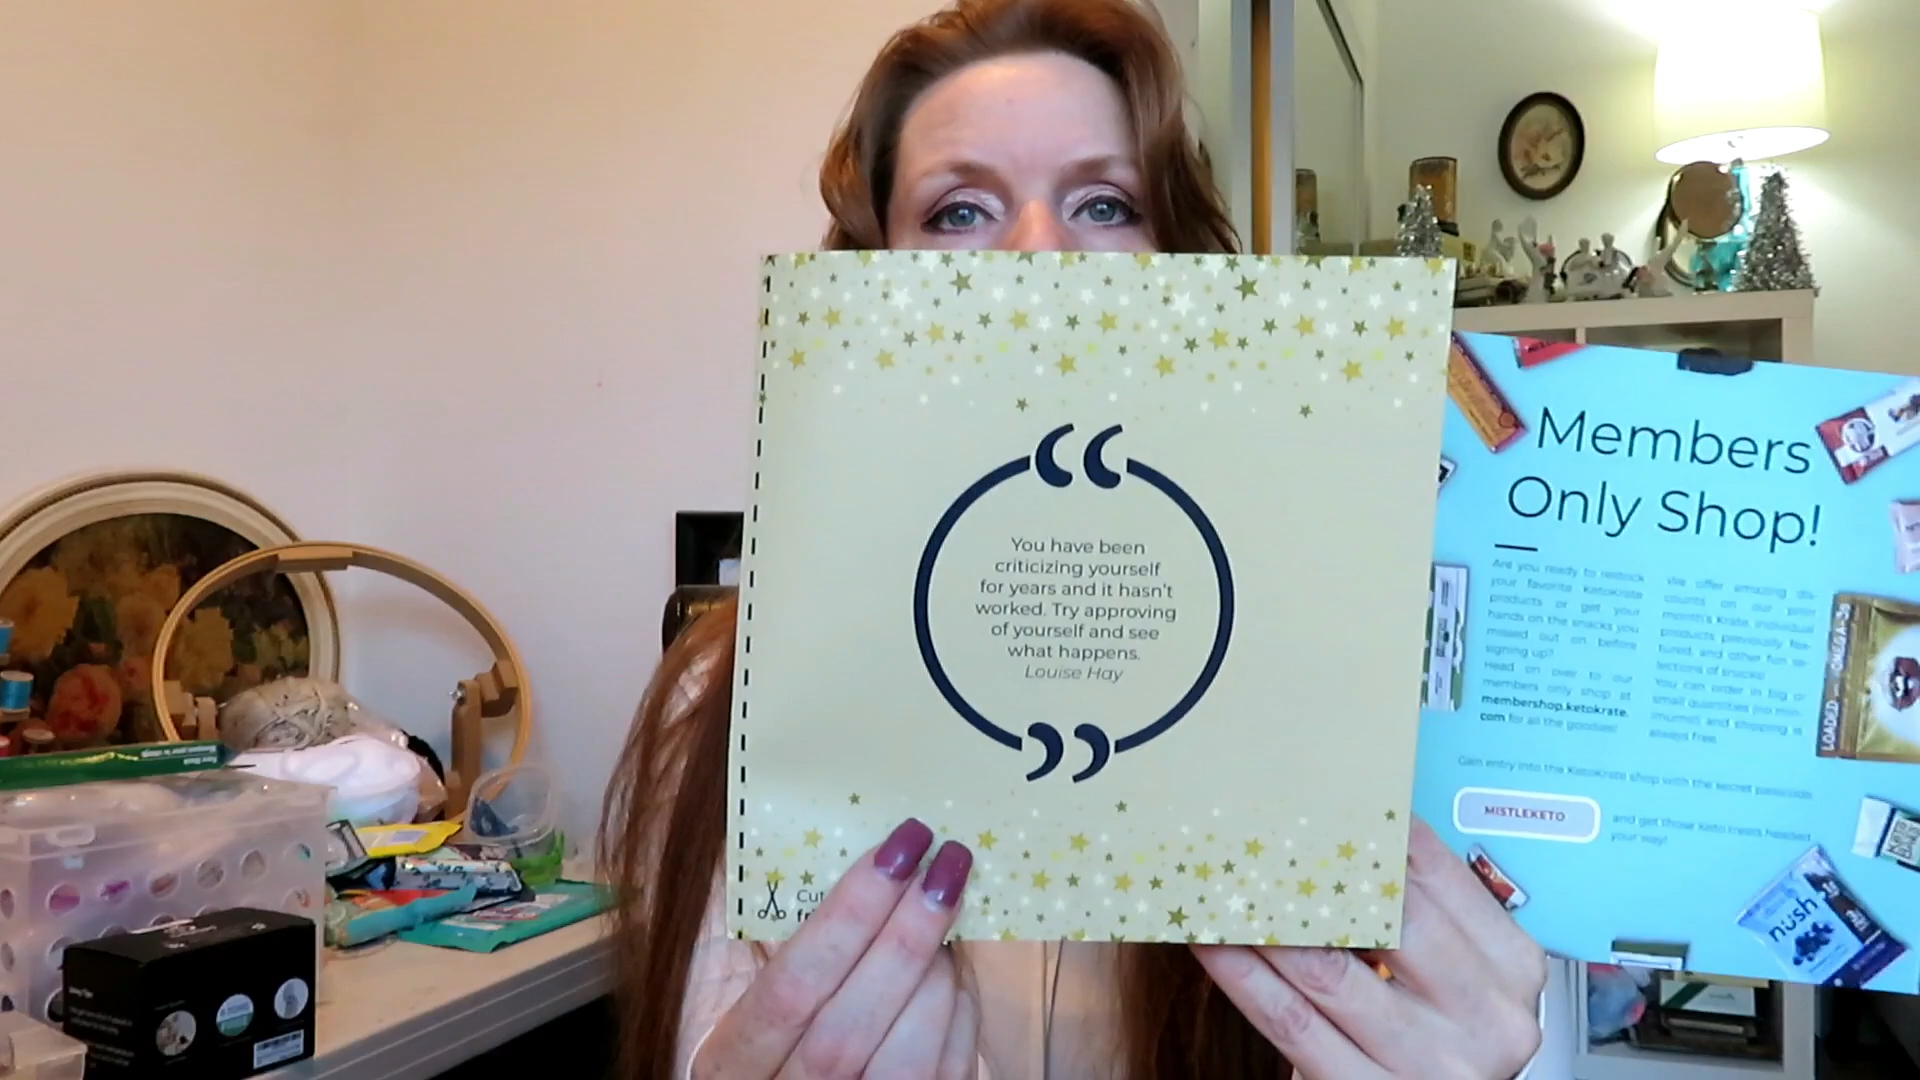 You have been
criticizing yourself
for years and it hasn't
worked. Try approving
of yourself and see
what happens.
Louise Hay
Cut
Members
Only Shop!
Are you ready to restock
your favorite KetoKrate
products or get your
hands on the snacks you
missed out on before
signing up?
Head on over to our
members only shop at
membershop.ketokrate.
com for all the goodies!
We offer amazing dis-
counts on our prior
month's Krate, individual
products previously fea-
tured, and other fun se-
lections of snacks!
You can order in big or
small quantities (no min-
imums) and shopping is
always free.
Gain entry into the KetoKrate shop with the secret passcode
MISTLEKETO
and get those keto treats headed
your way!
LOADED OMEGA-3s
nush